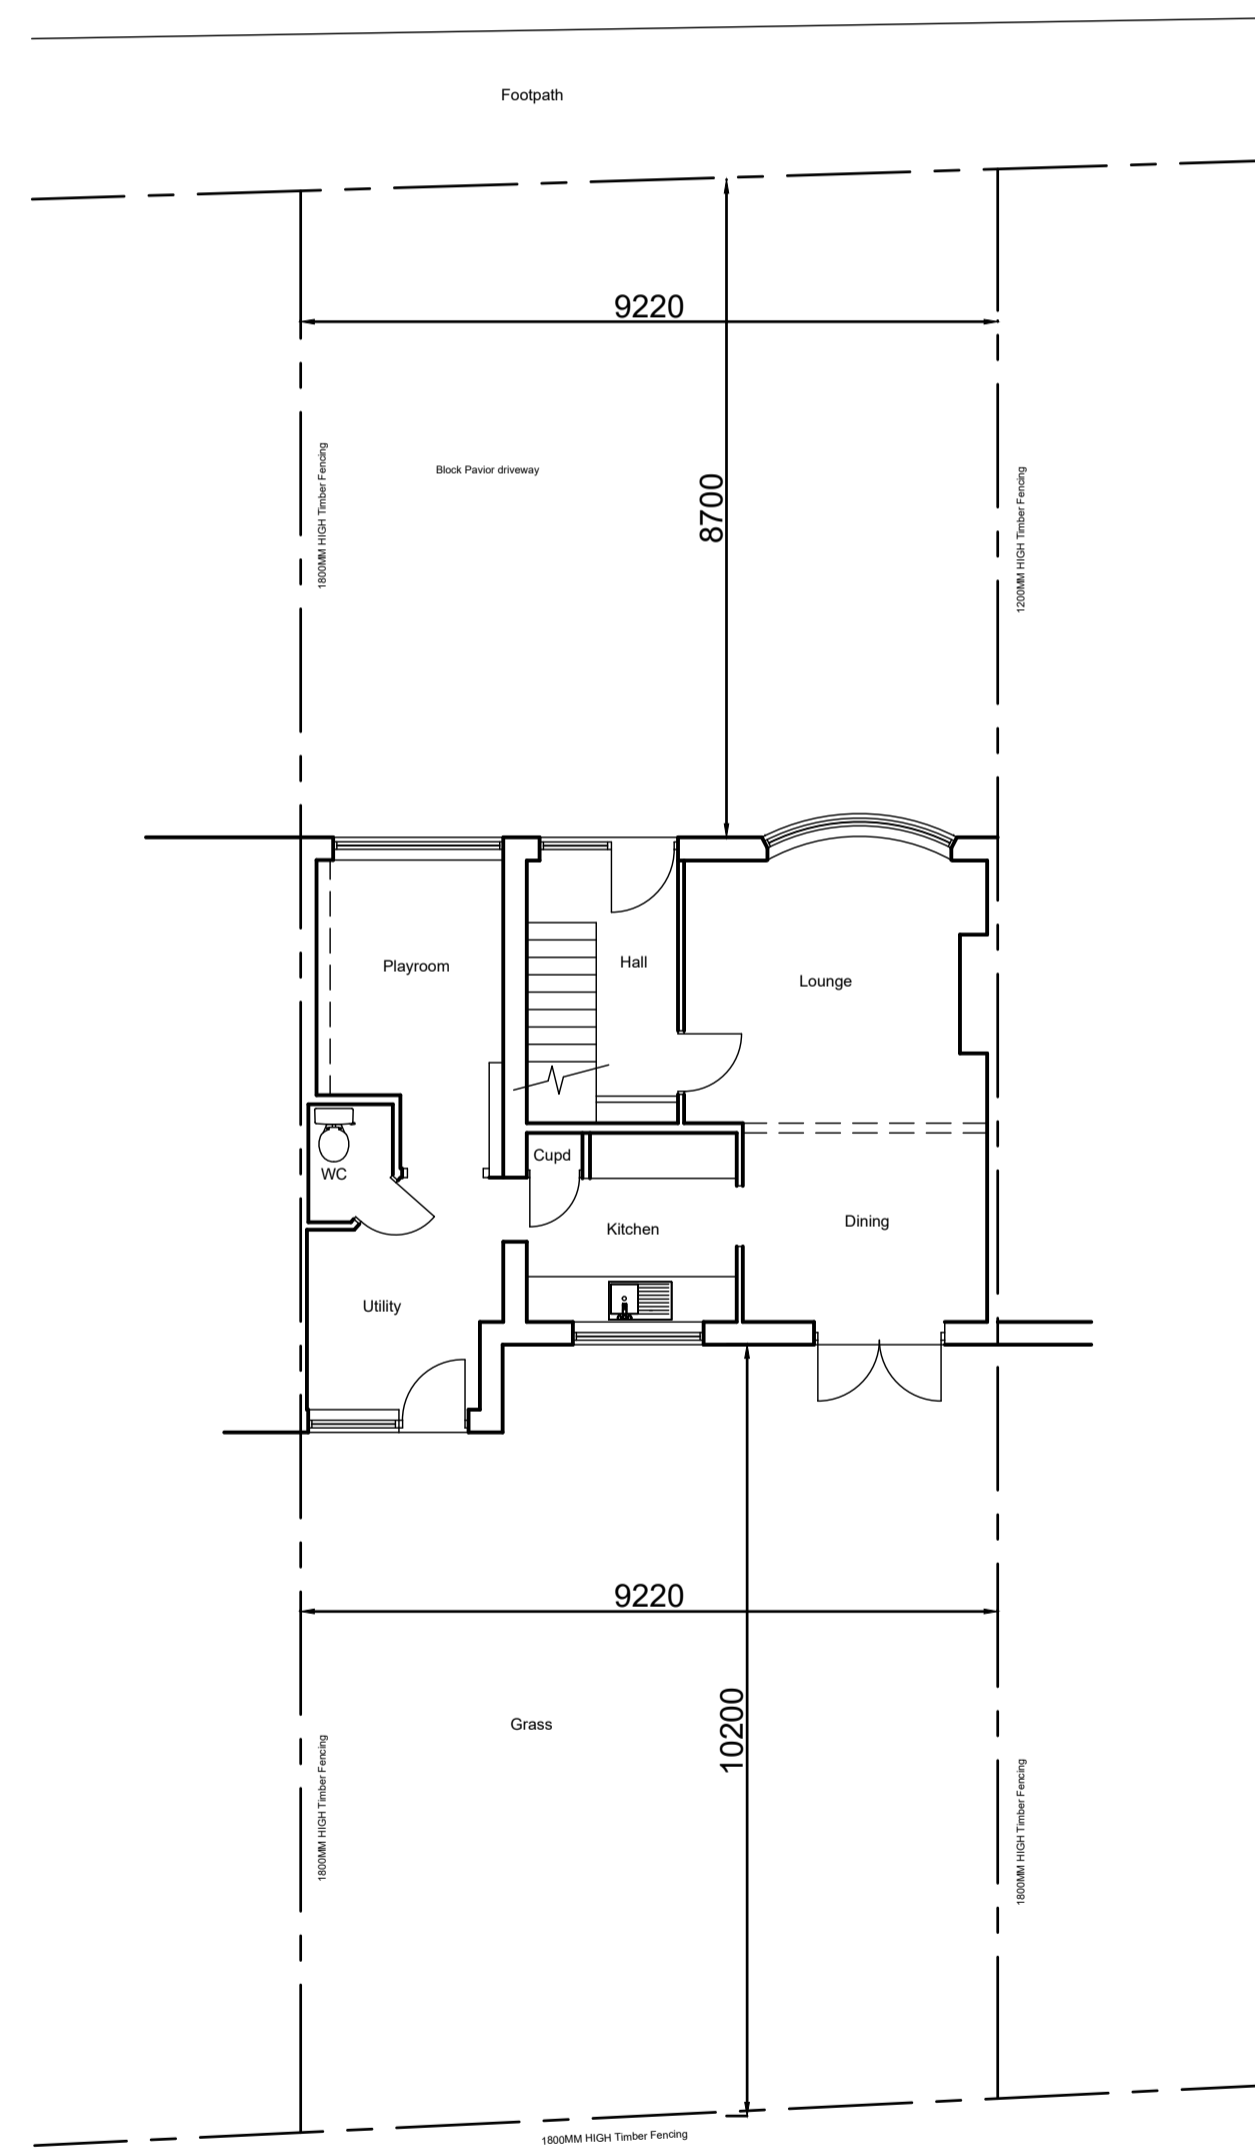 Footpath
9220
8700
1800MM HIGH Timber Fencing
Block Pavior driveway
1200MM HIGH Timber Fencing
Playroom
Hall
Lounge
WC
Cupd
Kitchen
Dining
Utility
9220
10200
Grass
1800MM HIGH Timber Fencing
1800MM HIGH Timber Fencing
1800MM HIGH Timber Fencing